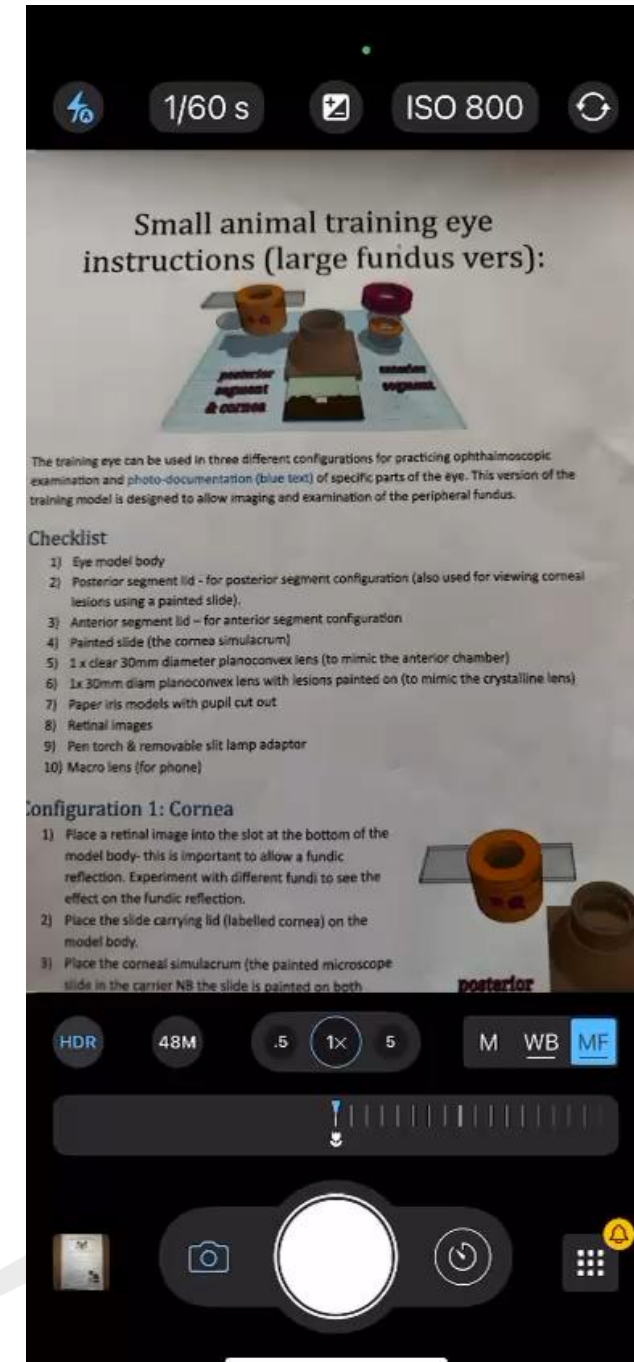 1/60 s
ISO 800
Small animal training eye
instructions (large fundus vers):
posterior
segment
& cornea
anterior
segment
The training eye can be used in three different configurations for practicing ophthalmoscopic
examination and photo-documentation (blue text) of specific parts of the eye. This version of the
training model is designed to allow imaging and examination of the peripheral fundus.
Checklist
1) Eye model body
2) Posterior segment lid - for posterior segment configuration (also used for viewing corneal
lesions using a painted slide).
3) Anterior segment lid – for anterior segment configuration
4) Painted slide (the cornea simulacrum)
5) 1 x clear 30mm diameter planoconvex lens (to mimic the anterior chamber)
6) 1x 30mm diam planoconvex lens with lesions painted on (to mimic the crystalline lens)
7) Paper iris models with pupil cut out
8) Retinal images
9) Pen torch & removable slit lamp adaptor
10) Macro lens (for phone)
Configuration 1: Cornea
1) Place a retinal image into the slot at the bottom of the
model body- this is important to allow a fundic
reflection. Experiment with different fundi to see the
effect on the fundic reflection.
2) Place the slide carrying lid (labelled cornea) on the
model body.
3) Place the corneal simulacrum (the painted microscope
slide in the carrier NB the slide is painted on both
posterior
HDR
48M
.5
1×
5
M
WB
MF